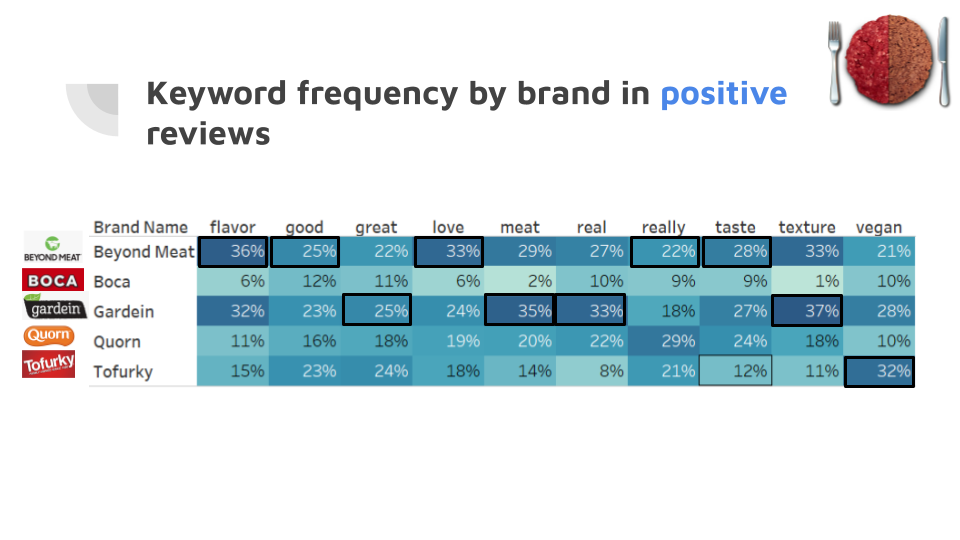 Keyword frequency by brand in positive
reviews
Brand Name flavor good great love meat real really taste texture vegan
BEYOND MEAT Beyond Meat 36% 25% 22% 33% 29% 27% 22% 28% 33% 21%
BOCA Boca 6% 12% 11% 6% 2% 10% 9% 9% 1% 10%
gardein Gardein 32% 23% 25% 24% 35% 33% 18% 27% 37% 28%
Quorn Quorn 11% 16% 18% 19% 20% 22% 29% 24% 18% 10%
Tofurky Tofurky 15% 23% 24% 18% 14% 8% 21% 12% 11% 32%